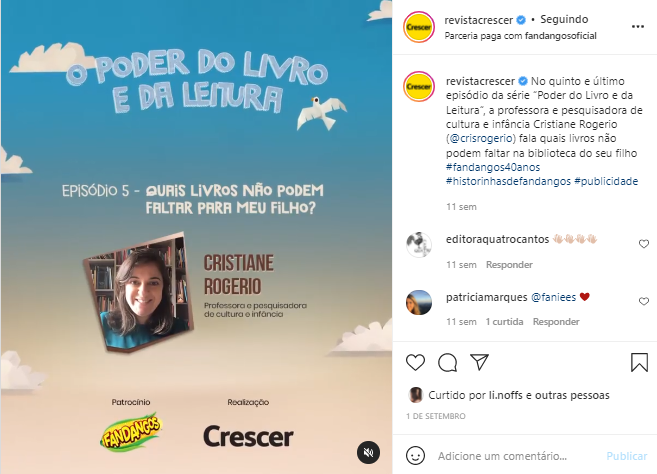 O PODER DO LIVRO
E DA LEITURA
EPISÓDIO 5 - QUAIS LIVROS NÃO PODEM
FALTAR PARA MEU FILHO?
CRISTIANE
ROGERIO
Professora e pesquisadora
de cultura e infância
Patrocínio
Realização
FANDANGOS
Crescer
Crescer
revistacrescer • Seguindo
Parceria paga com fandangosoficial
Crescer
revistacrescer No quinto e último
episódio da série "Poder do Livro e da
Leitura", a professora e pesquisadora de
cultura e infância Cristiane Rogerio
(@crisrogerio) fala quais livros não
podem faltar na biblioteca do seu filho
#fandangos40anos
#historinhasdefandangos #publicidade
11 sem
editoraquatrocantos 👏🏻👏🏻👏🏻👏🏻
11 sem Responder
patriciamarques @faniees ♥
11 sem 1 curtida Responder
Curtido por li.noffs e outras pessoas
1 DE SETEMBRO
Adicione um comentário... Publicar